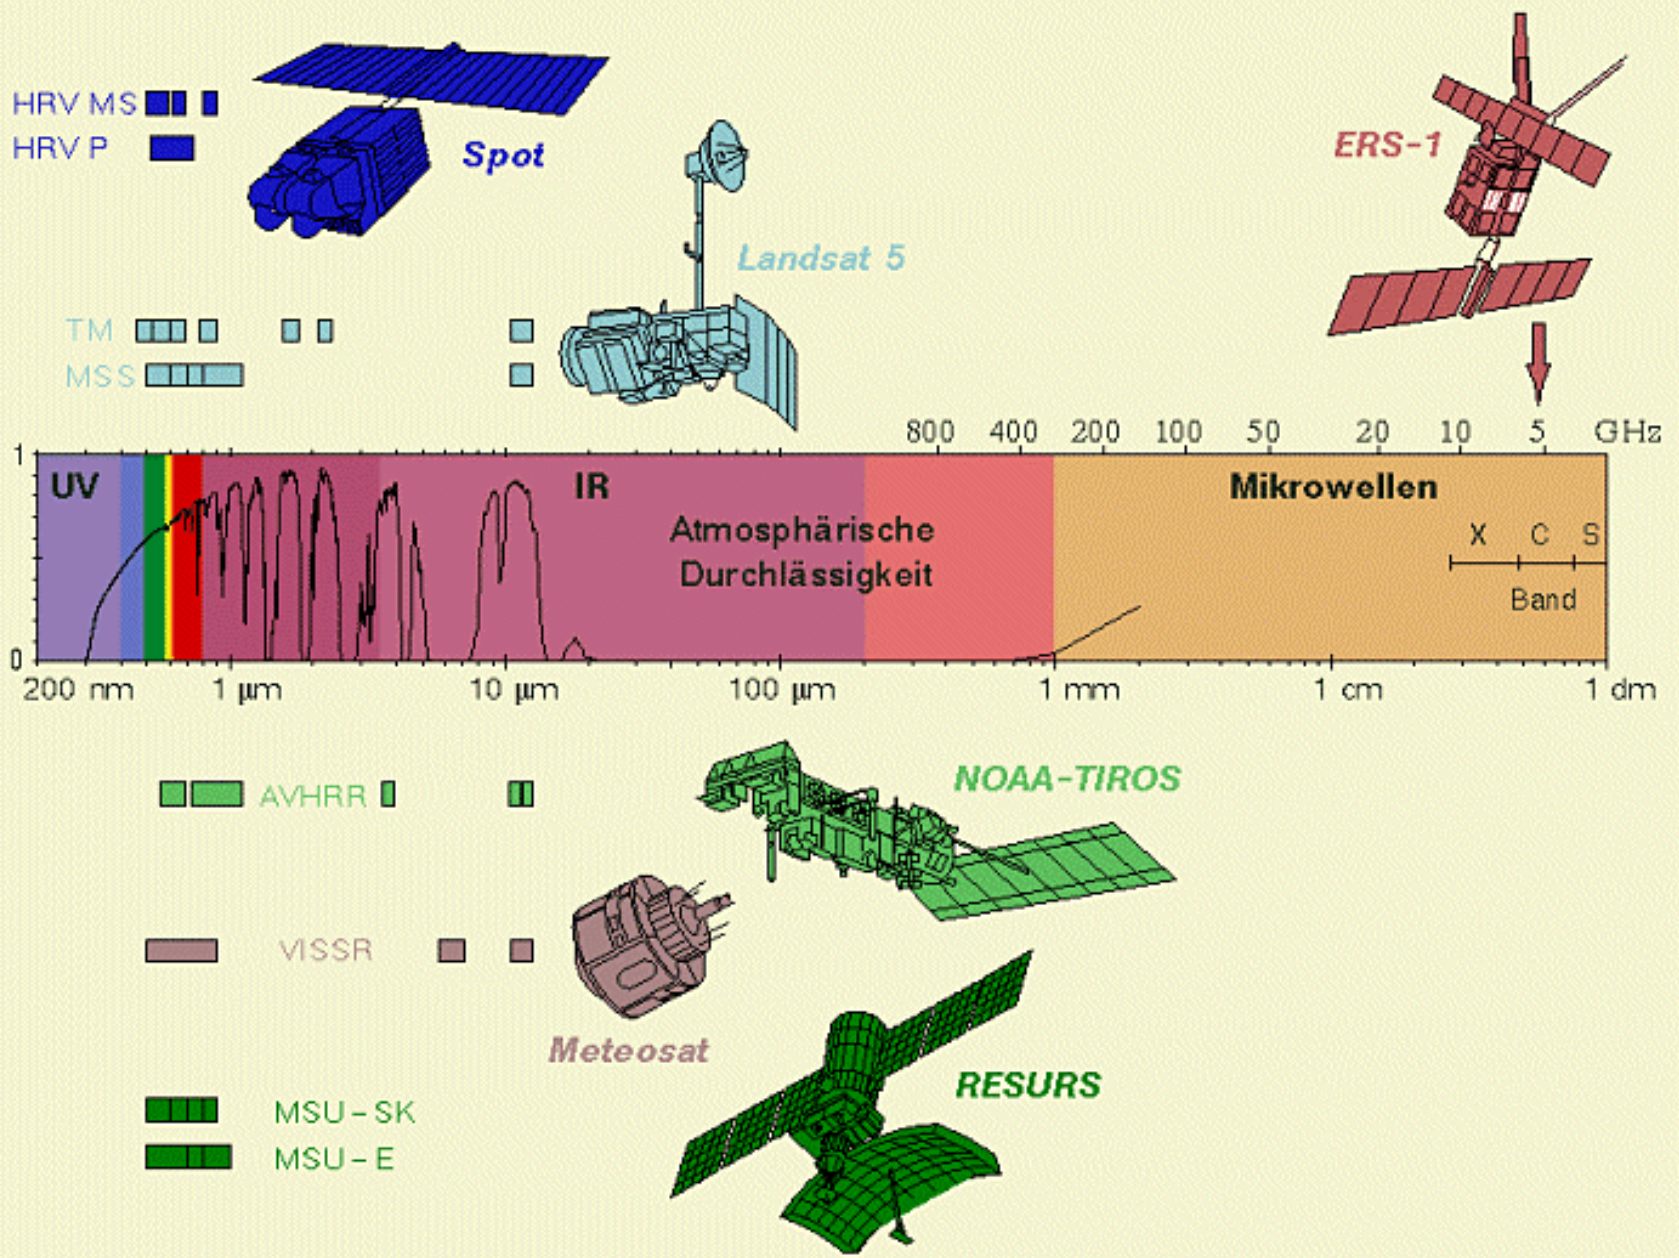 HRV MS
HRV P
Spot
ERS-1
Landsat 5
TM
MSS
800 400 200 100 50 20 10 5 GHz
1
UV IR Mikrowellen
Atmosphärische
Durchlässigkeit
X C S
Band
0
200 nm 1 µm 10 µm 100 µm 1 mm 1 cm 1 dm
NOAA-TIROS
AVHRR
VISSR
Meteosat
RESURS
MSU-SK
MSU-E